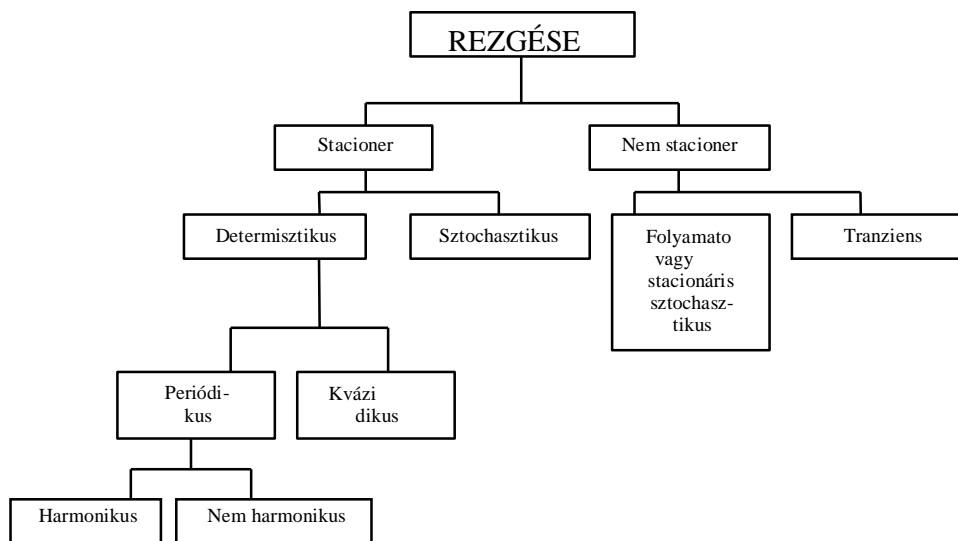 REZGÉSE
Stacioner
Nem stacioner
Determisztikus
Sztochasztikus
Folyamato
vagy
stacionáris
sztochasz-
tikus
Tranziens
Periódi-
kus
Kvázi
dikus
Harmonikus
Nem harmonikus